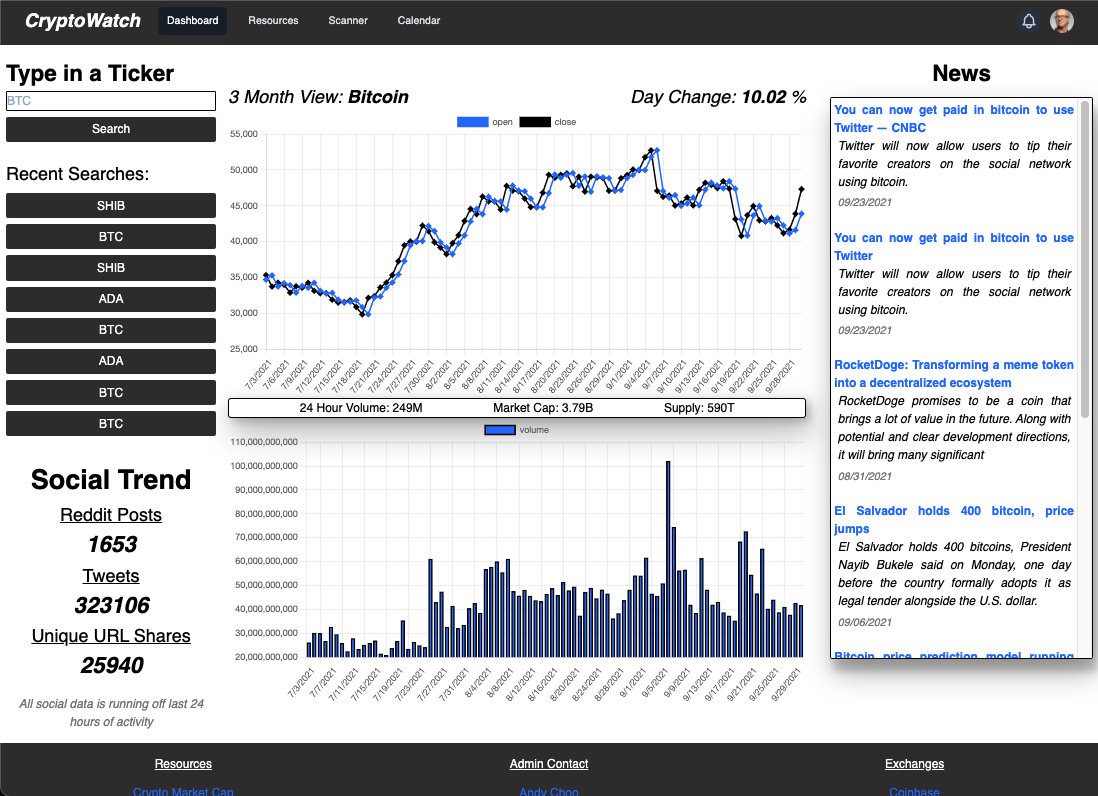 CryptoWatch
Dashboard
Resources
Scanner
Calendar
Type in a Ticker
BTC
Search
Recent Searches:
SHIB
BTC
SHIB
ADA
BTC
ADA
BTC
BTC
Social Trend
Reddit Posts
1653
Tweets
323106
Unique URL Shares
25940
All social data is running off last 24
hours of activity
3 Month View: Bitcoin
Day Change: 10.02 %
open
close
55,000
50,000
45,000
40,000
35,000
30,000
25,000
7/3/2021
7/6/2021
7/9/2021
7/12/2021
7/15/2021
7/18/2021
7/21/2021
7/24/2021
7/27/2021
7/30/2021
8/2/2021
8/5/2021
8/8/2021
8/11/2021
8/14/2021
8/17/2021
8/20/2021
8/23/2021
8/26/2021
8/29/2021
9/1/2021
9/4/2021
9/7/2021
9/10/2021
9/13/2021
9/16/2021
9/19/2021
9/22/2021
9/25/2021
9/28/2021
24 Hour Volume: 249M
Market Cap: 3.79B
Supply: 590T
volume
110,000,000,000
100,000,000,000
90,000,000,000
80,000,000,000
70,000,000,000
60,000,000,000
50,000,000,000
40,000,000,000
30,000,000,000
20,000,000,000
7/3/2021
7/7/2021
7/11/2021
7/15/2021
7/19/2021
7/23/2021
7/27/2021
7/31/2021
8/4/2021
8/8/2021
8/12/2021
8/16/2021
8/20/2021
8/24/2021
8/28/2021
9/1/2021
9/5/2021
9/9/2021
9/13/2021
9/17/2021
9/21/2021
9/25/2021
9/29/2021
News
You can now get paid in bitcoin to use
Twitter — CNBC
Twitter will now allow users to tip their
favorite creators on the social network
using bitcoin.
09/23/2021
You can now get paid in bitcoin to use
Twitter
Twitter will now allow users to tip their
favorite creators on the social network
using bitcoin.
09/23/2021
RocketDoge: Transforming a meme token
into a decentralized ecosystem
RocketDoge promises to be a coin that
brings a lot of value in the future. Along with
potential and clear development directions,
it will bring many significant
08/31/2021
El Salvador holds 400 bitcoin, price
jumps
El Salvador holds 400 bitcoins, President
Nayib Bukele said on Monday, one day
before the country formally adopts it as
legal tender alongside the U.S. dollar.
09/06/2021
Bitcoin price prediction model running
Resources
Admin Contact
Exchanges
Crypto Market Cap
Andy Choo
Coinbase